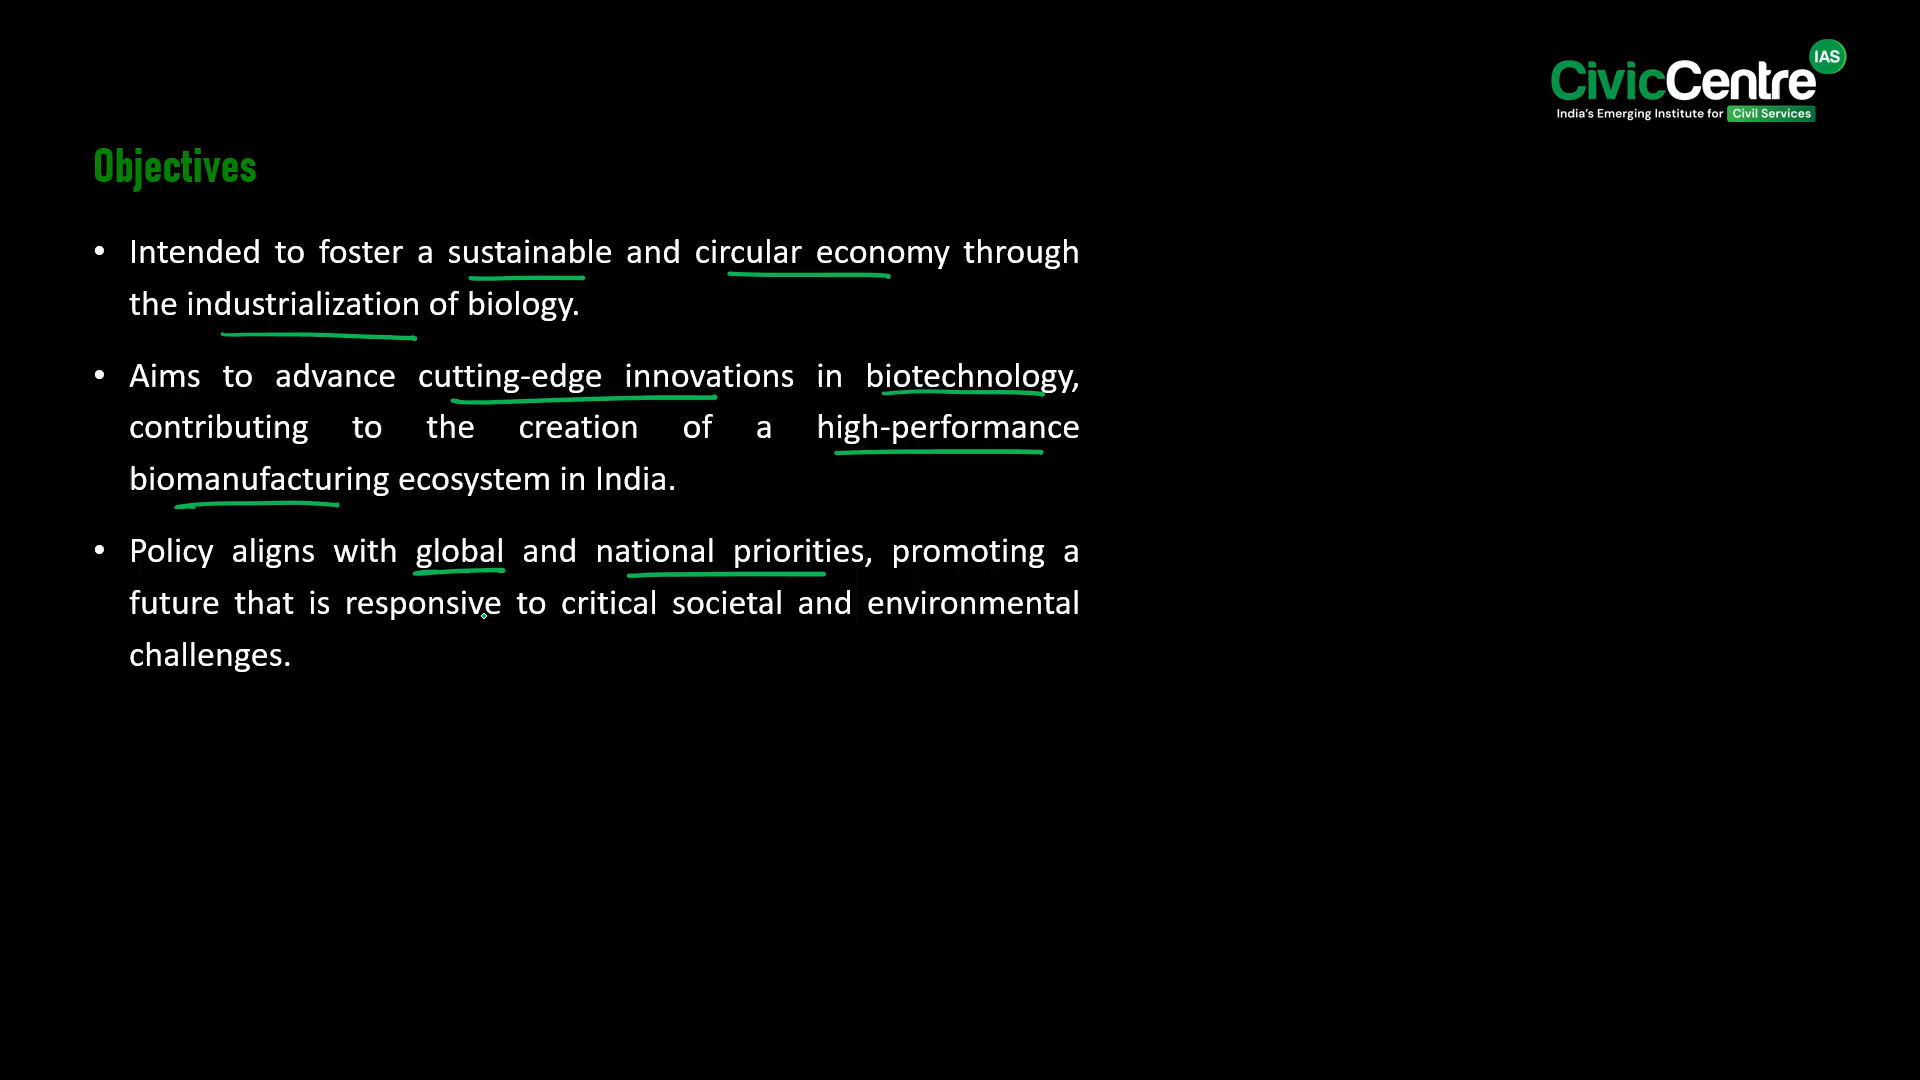 IAS
CivicCentre
India's Emerging Institute for Civil Services
Objectives
• Intended to foster a sustainable and circular economy through
the industrialization of biology.
• Aims to advance cutting-edge innovations in biotechnology,
contributing to the creation of a high-performance
biomanufacturing ecosystem in India.
• Policy aligns with global and national priorities, promoting a
future that is responsive to critical societal and environmental
challenges.